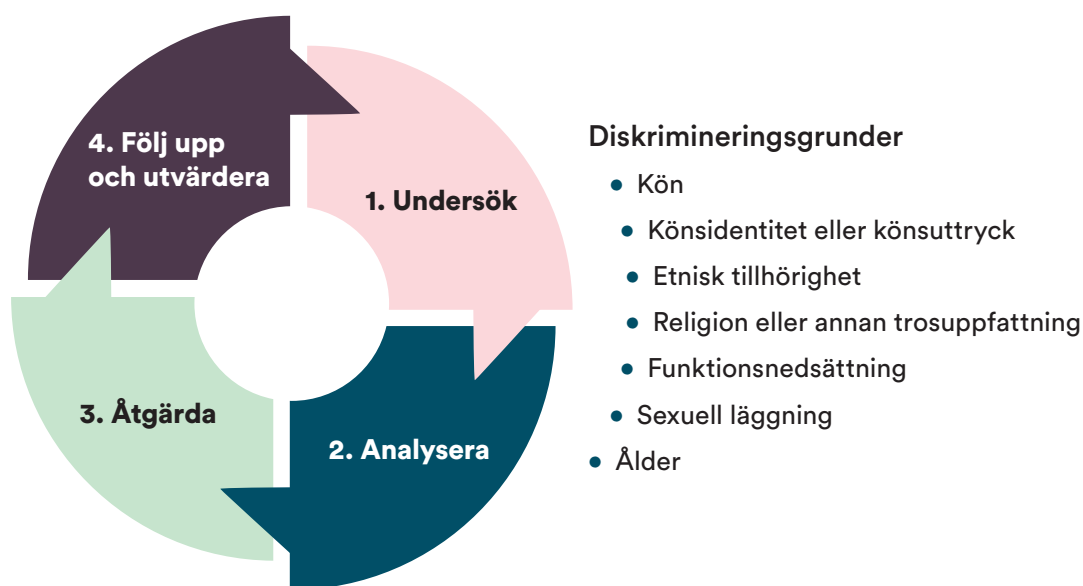 4. Följ upp
och utvärdera
1. Undersök
2. Analysera
3. Åtgärda
Diskrimineringsgrunder
• Kön
• Könsidentitet eller könsuttryck
• Etnisk tillhörighet
• Religion eller annan trosuppfattning
• Funktionsnedsättning
• Sexuell läggning
• Ålder